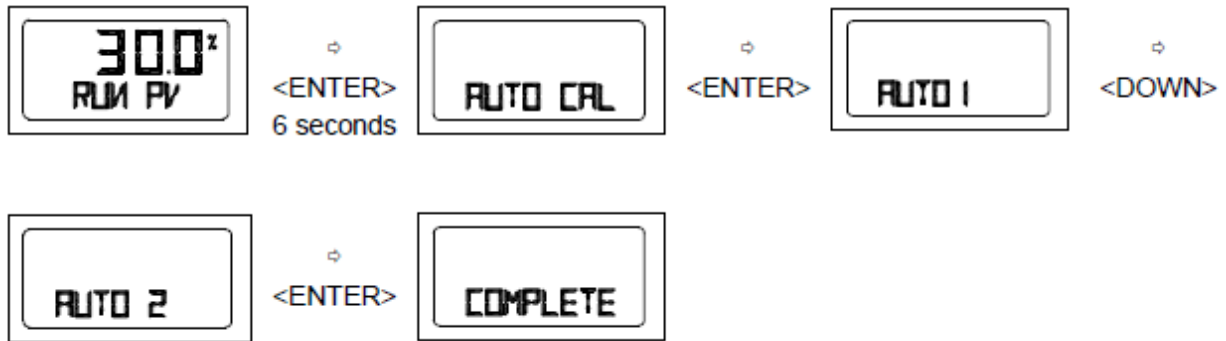 30.0%
RUN PV
⇨
<ENTER>
6 seconds
AUTO CAL
⇨
<ENTER>
AUTO 1
⇨
<DOWN>
AUTO 2
⇨
<ENTER>
COMPLETE